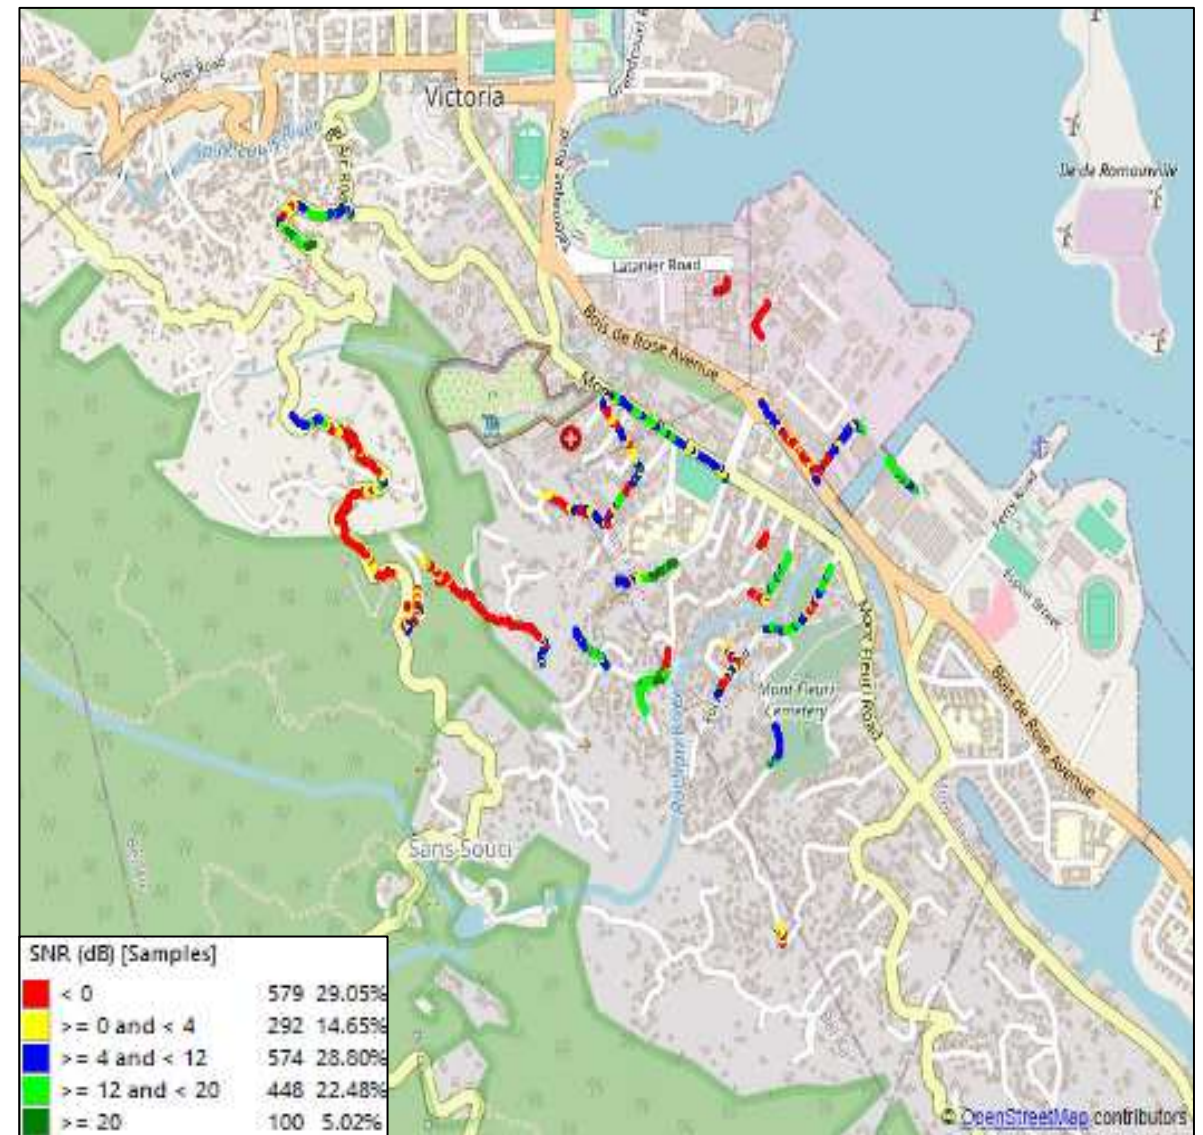 Victoria
Ile de Romainville
Latanier Road
Bois de Rose Avenue
Mont Fleuri Road
Ferry Road
Mont Fleuri
Cemetery
Bois de Rose Avenue
Sans Souci
SNR (dB) [Samples]
< 0 579 29.05%
>= 0 and < 4 292 14.65%
>= 4 and < 12 574 28.80%
>= 12 and < 20 448 22.48%
>= 20 100 5.02%
© OpenStreetMap contributors